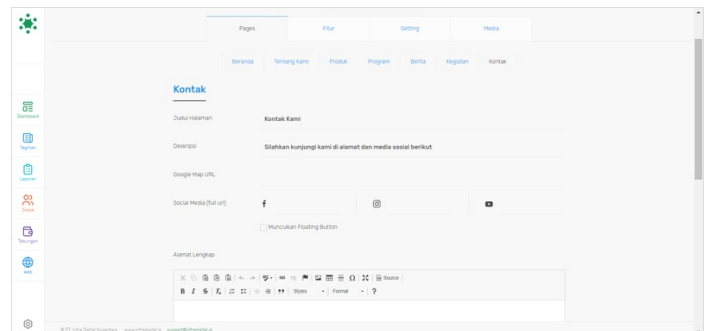 Pages Fitur Setting Media
Beranda Tentang Kami Produk Program Berita Kegiatan Kontak
Kontak
Dashboard
Judul Halaman Kontak Kami
Tagihan
Deskripsi Silahkan kunjungi kami di alamat dan media sosial berikut
Laporan
Google Map URL
Social Media (full url)
Tabungan
Munculkan Floating Button
Web
Alamat Lengkap
Source
B I S Styles Format ?